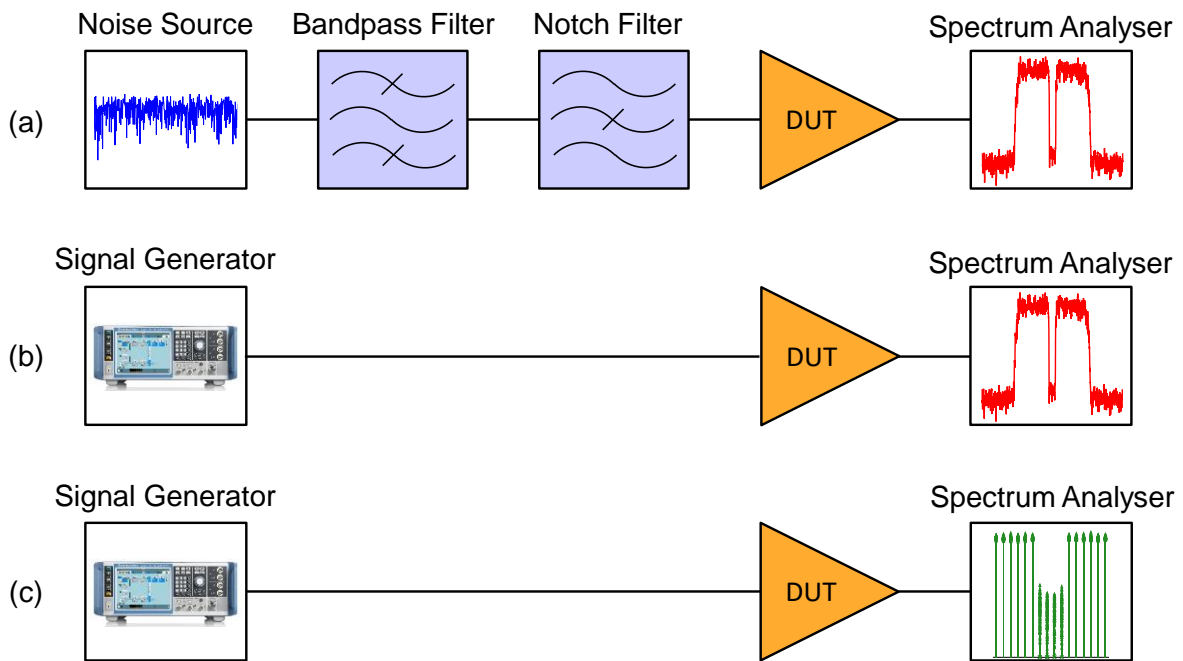 Noise Source Bandpass Filter Notch Filter Spectrum Analyser
(a) DUT
Signal Generator Spectrum Analyser
(b) DUT
Signal Generator Spectrum Analyser
(c) DUT